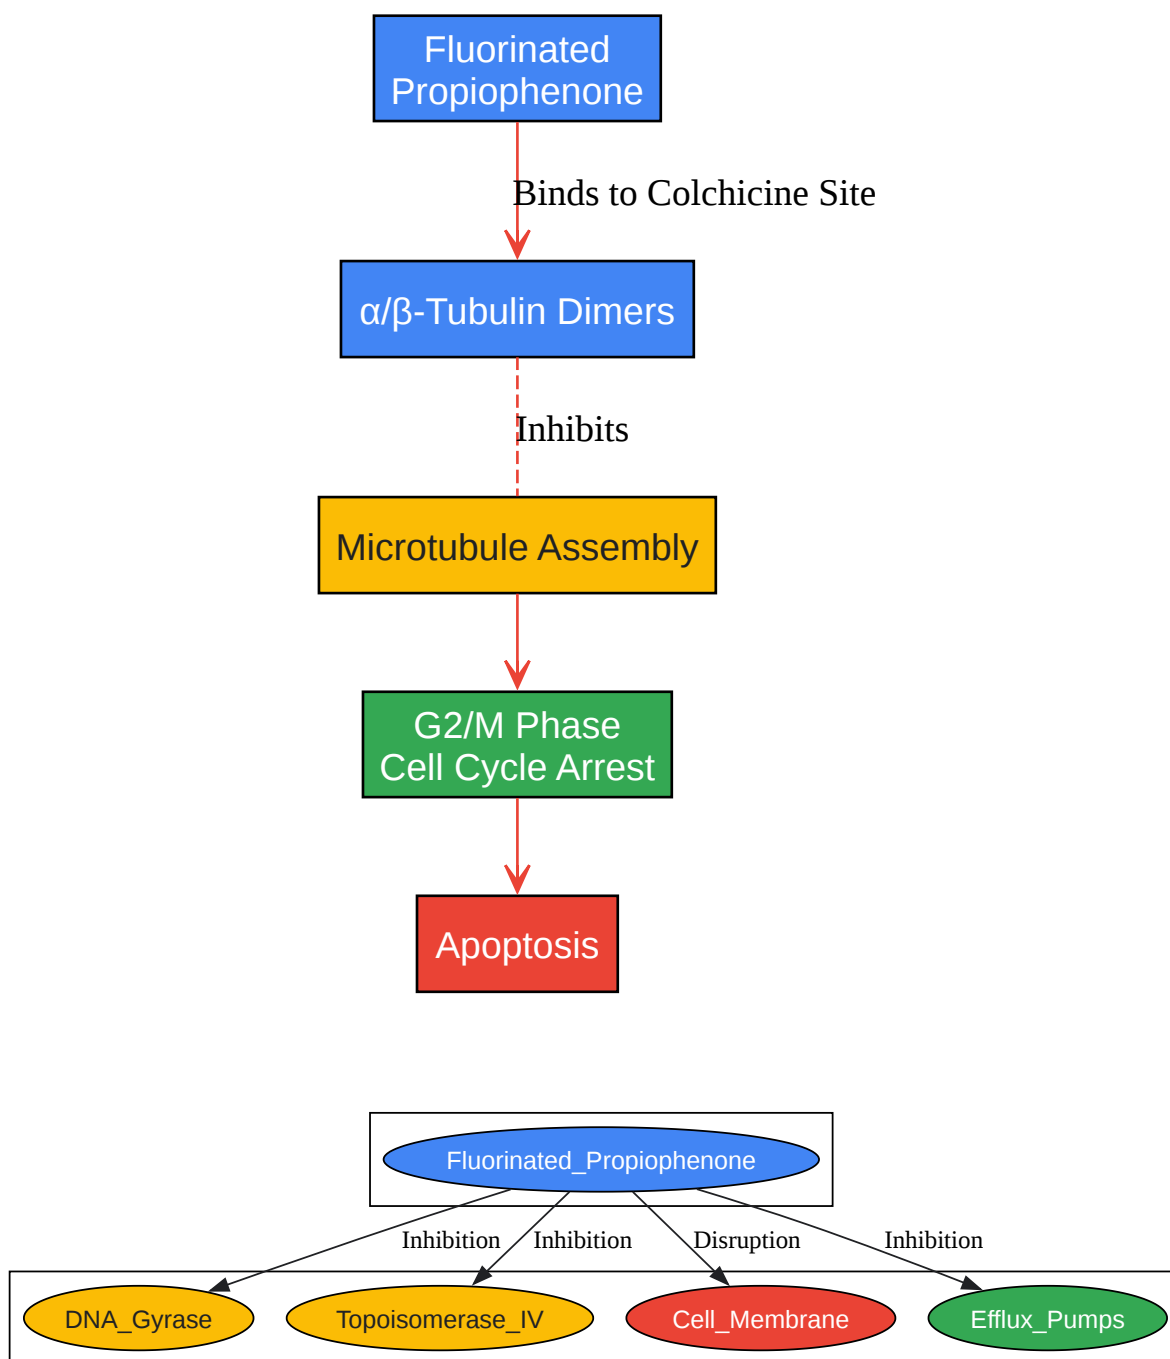 Fluorinated
Propiophenone
Binds to Colchicine Site
α/β-Tubulin Dimers
Inhibits
Microtubule Assembly
G2/M Phase
Cell Cycle Arrest
Apoptosis
Fluorinated_Propiophenone
Inhibition
Inhibition
Disruption
Inhibition
DNA_Gyrase
Topoisomerase_IV
Cell_Membrane
Efflux_Pumps